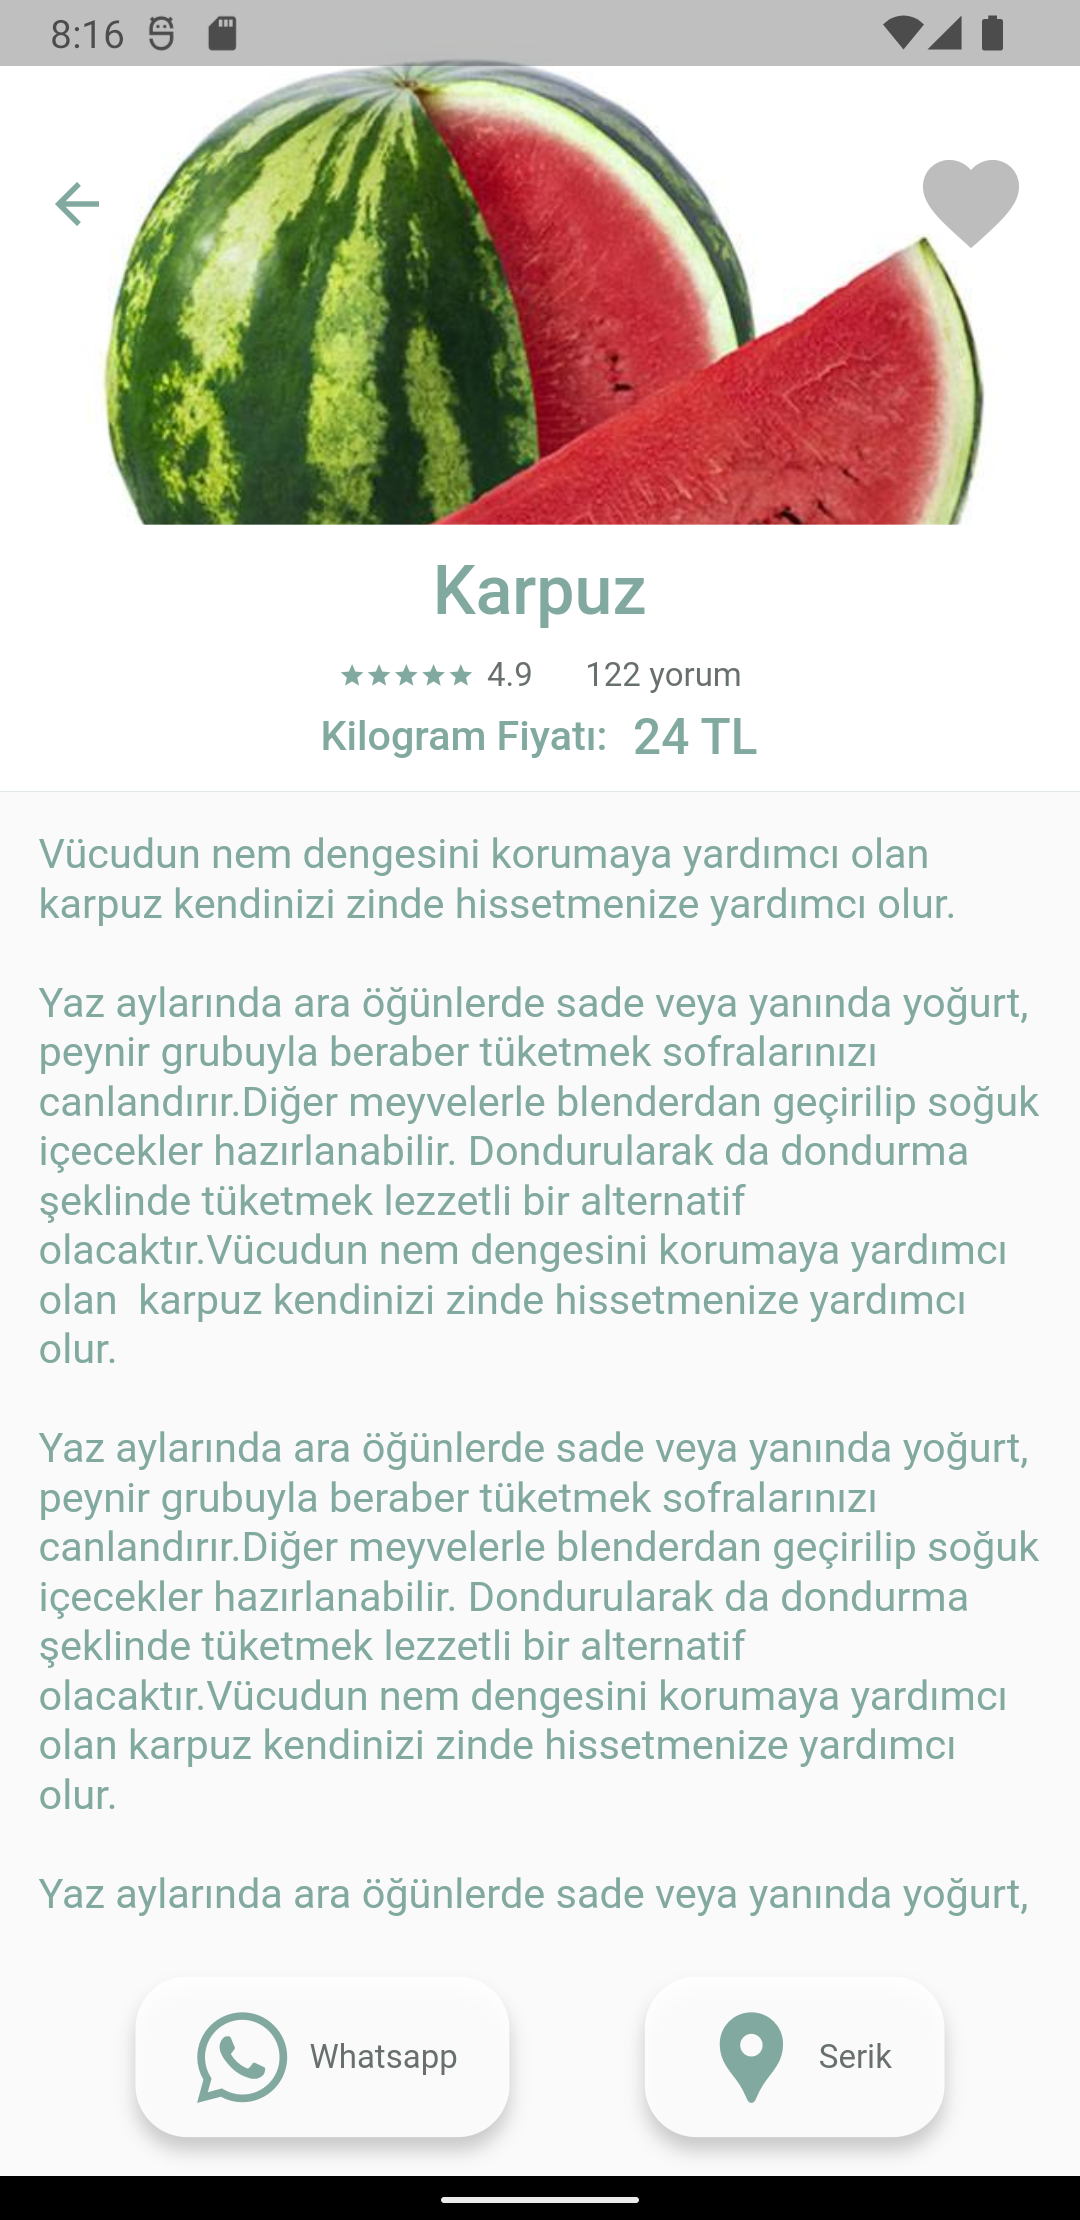 8:16
Karpuz
4.9 122 yorum
Kilogram Fiyatı: 24 TL
Vücudun nem dengesini korumaya yardımcı olan
karpuz kendinizi zinde hissetmenize yardımcı olur.
Yaz aylarında ara öğünlerde sade veya yanında yoğurt,
peynir grubuyla beraber tüketmek sofralarınızı
canlandırır.Diğer meyvelerle blenderdan geçirilip soğuk
içecekler hazırlanabilir. Dondurularak da dondurma
şeklinde tüketmek lezzetli bir alternatif
olacaktır.Vücudun nem dengesini korumaya yardımcı
olan  karpuz kendinizi zinde hissetmenize yardımcı
olur.
Yaz aylarında ara öğünlerde sade veya yanında yoğurt,
peynir grubuyla beraber tüketmek sofralarınızı
canlandırır.Diğer meyvelerle blenderdan geçirilip soğuk
içecekler hazırlanabilir. Dondurularak da dondurma
şeklinde tüketmek lezzetli bir alternatif
olacaktır.Vücudun nem dengesini korumaya yardımcı
olan karpuz kendinizi zinde hissetmenize yardımcı
olur.
Yaz aylarında ara öğünlerde sade veya yanında yoğurt,
Whatsapp
Serik